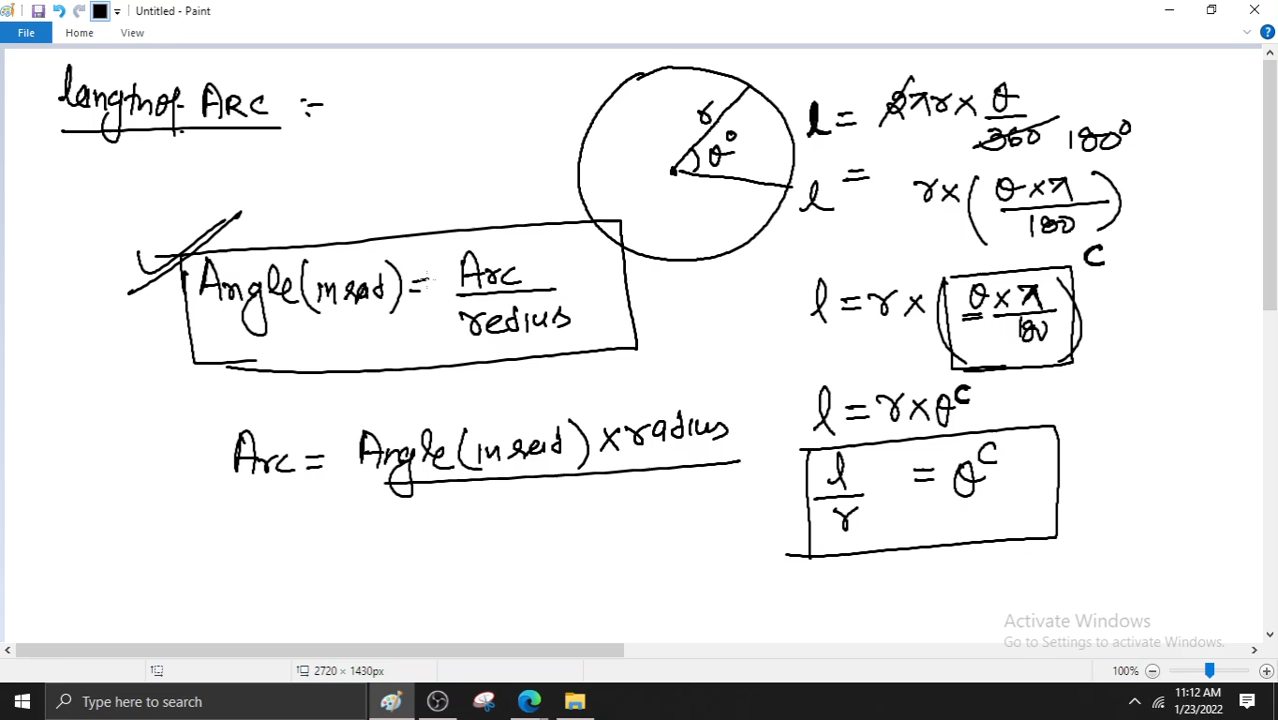 Untitled - Paint
File Home View
langth of ARC :-
r
θ°
l = 2πr × θ/360 180°
l = r × (θ × π/180)
c
Angle (in rad) = Arc/redius
l = r × (θ × π/180)
l = r × θᶜ
Arc = Angle (in rad) × radius
l/r = θᶜ
Activate Windows
Go to Settings to activate Windows.
2720 × 1430px
100%
Type here to search
11:12 AM
1/23/2022